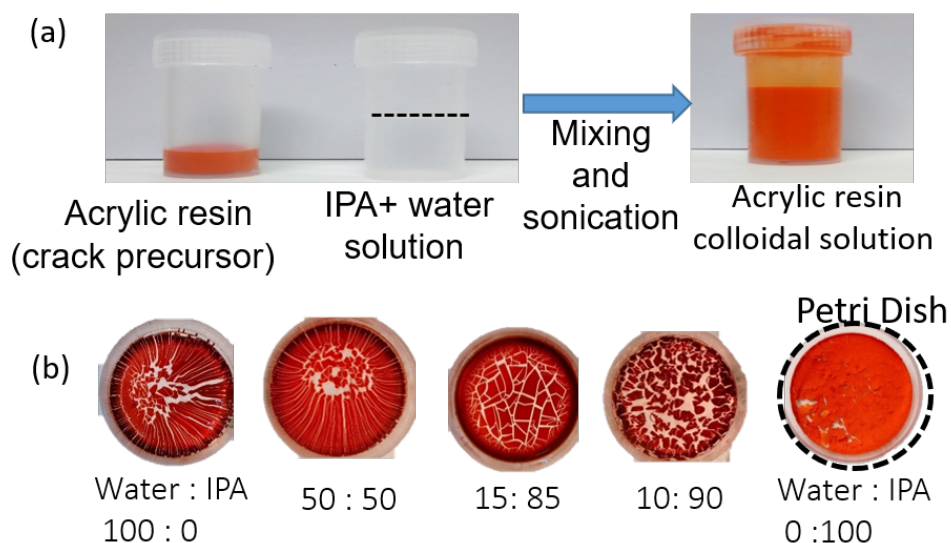 (a)
Acrylic resin
(crack precursor)
IPA+ water
solution
Mixing
and
sonication
Acrylic resin
colloidal solution
Petri Dish
(b)
Water : IPA
100 : 0
50 : 50
15: 85
10: 90
Water : IPA
0 :100